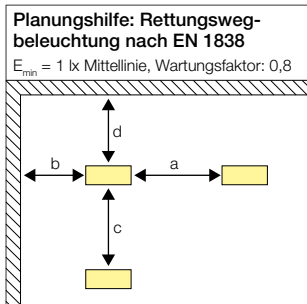 Planungshilfe: Rettungsweg-
beleuchtung nach EN 1838
Emin = 1 lx Mittellinie, Wartungsfaktor: 0,8
d
b
a
c